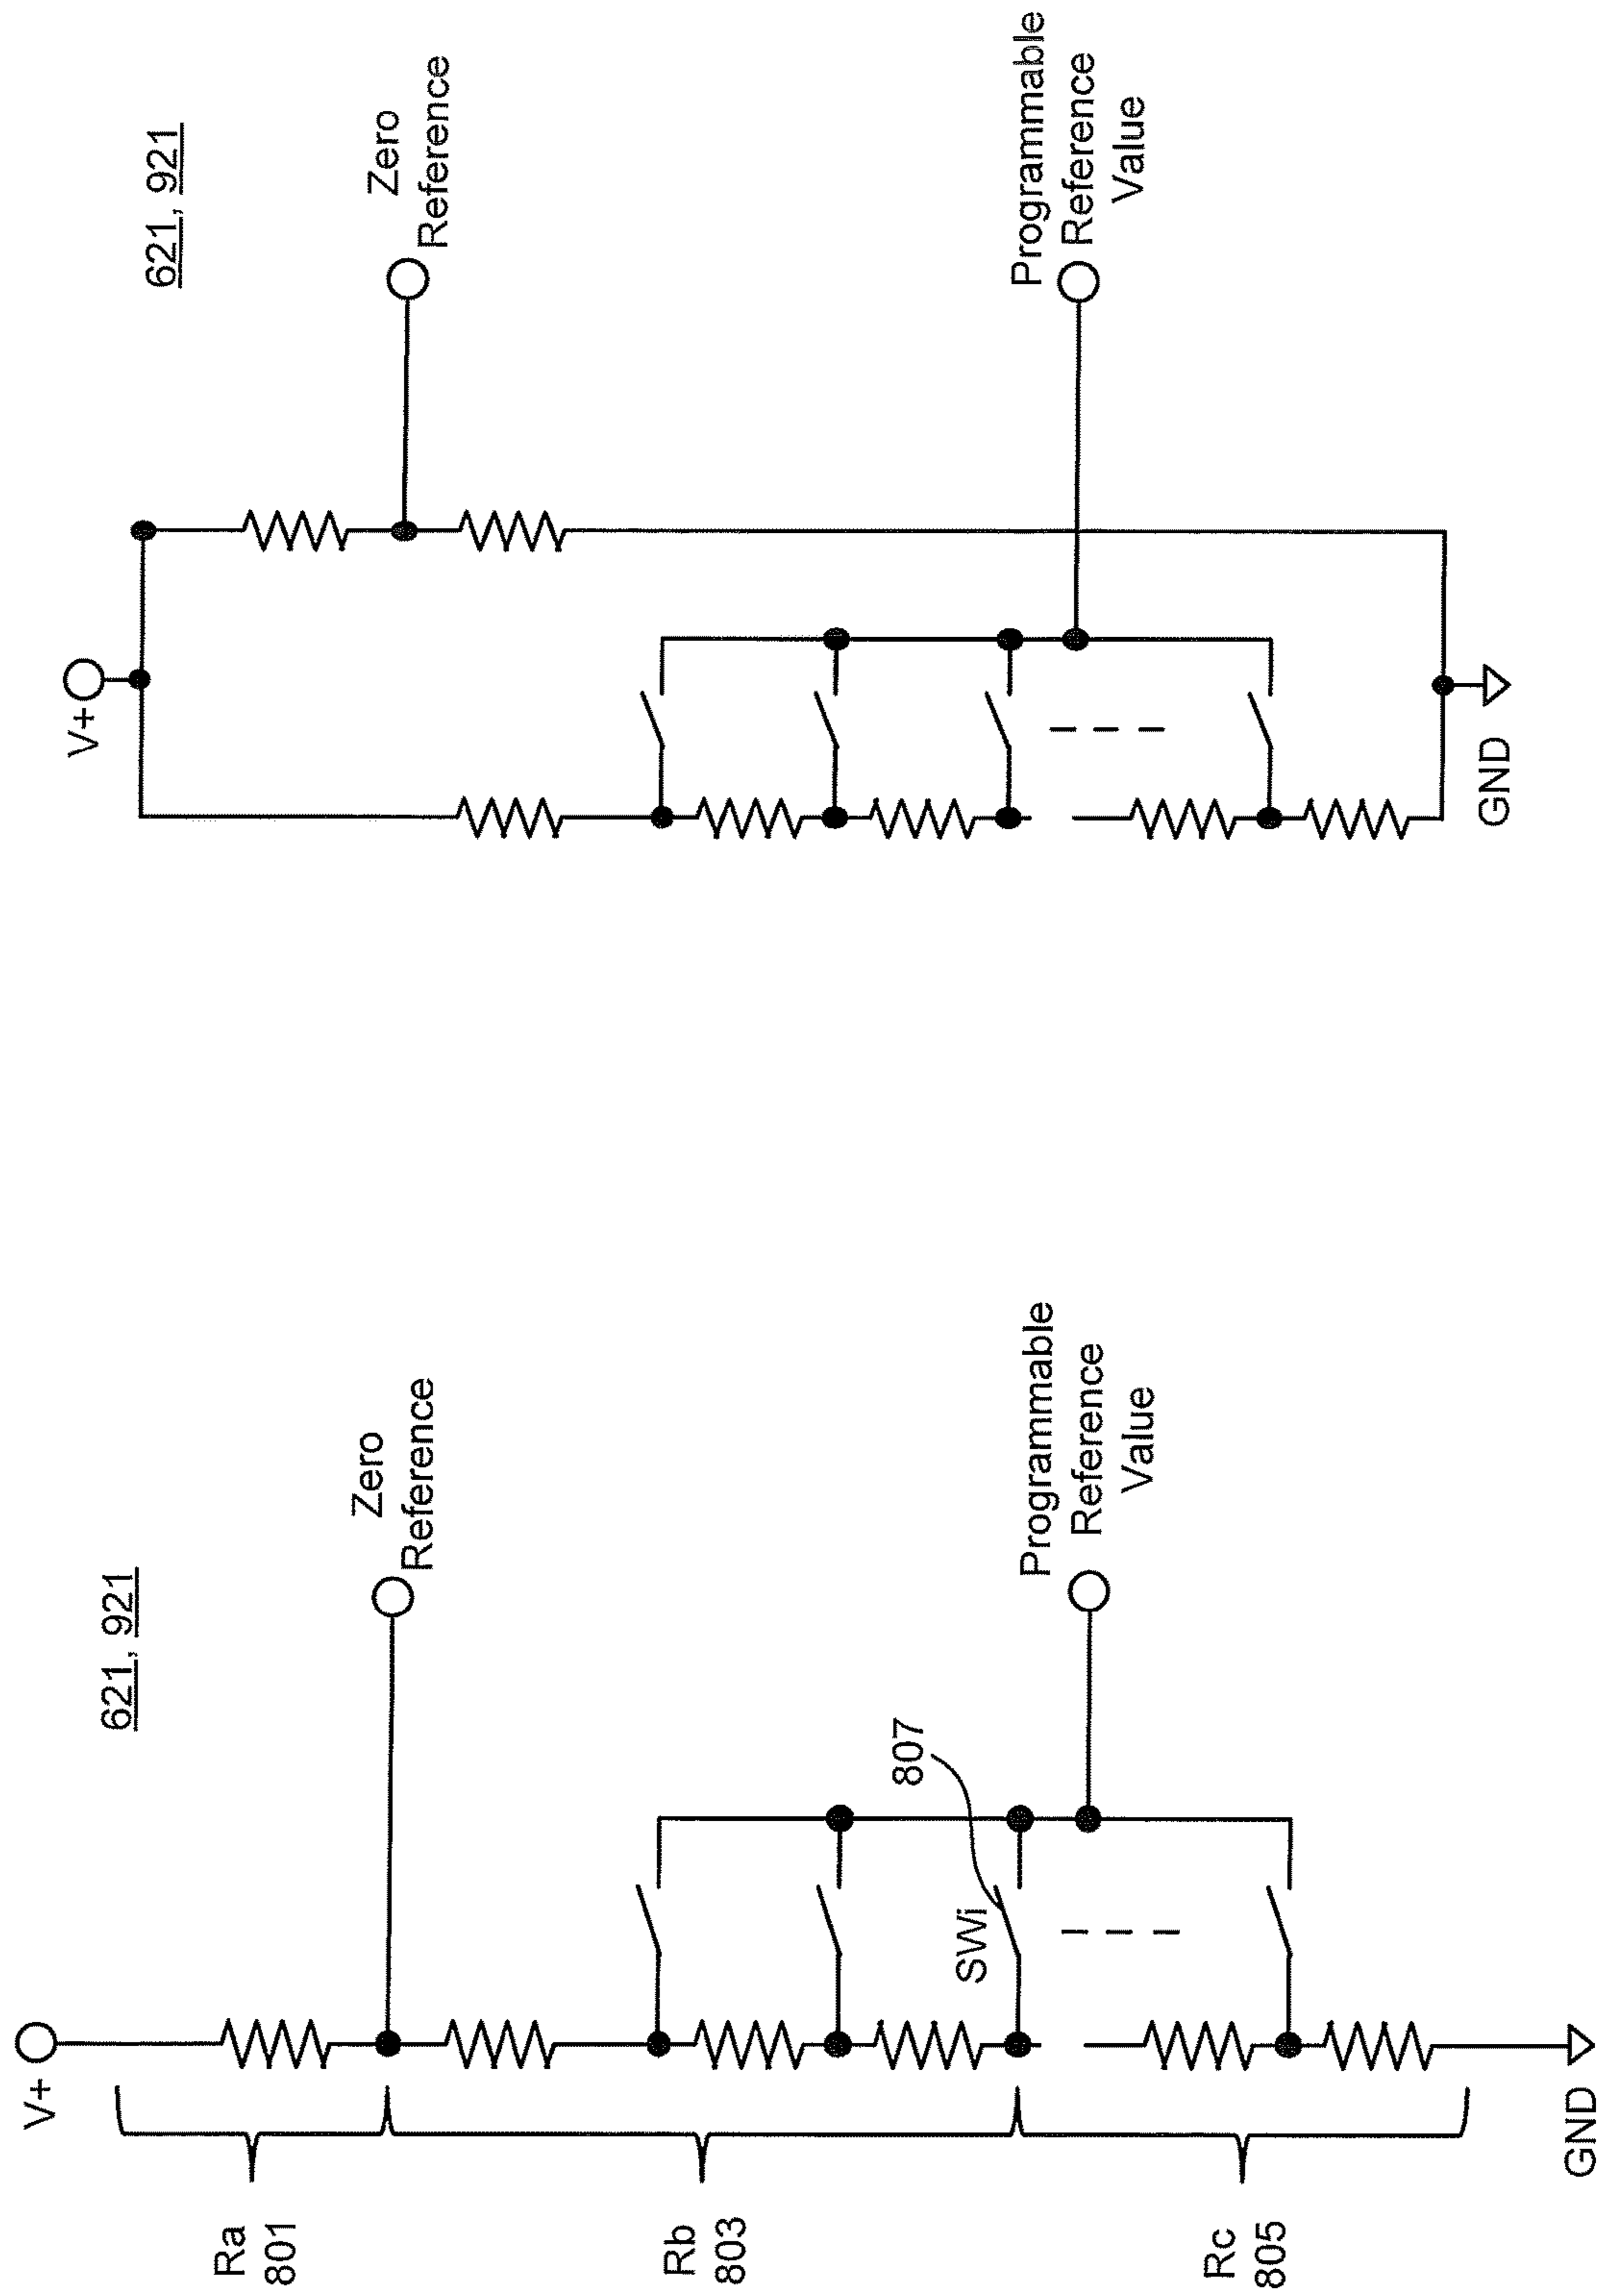 621, 921
V+
Zero
Reference
Programmable
Reference
Value
807
SWi
GND
Ra
801
Rb
803
Rc
805
621, 921
V+
Zero
Reference
Programmable
Reference
Value
GND